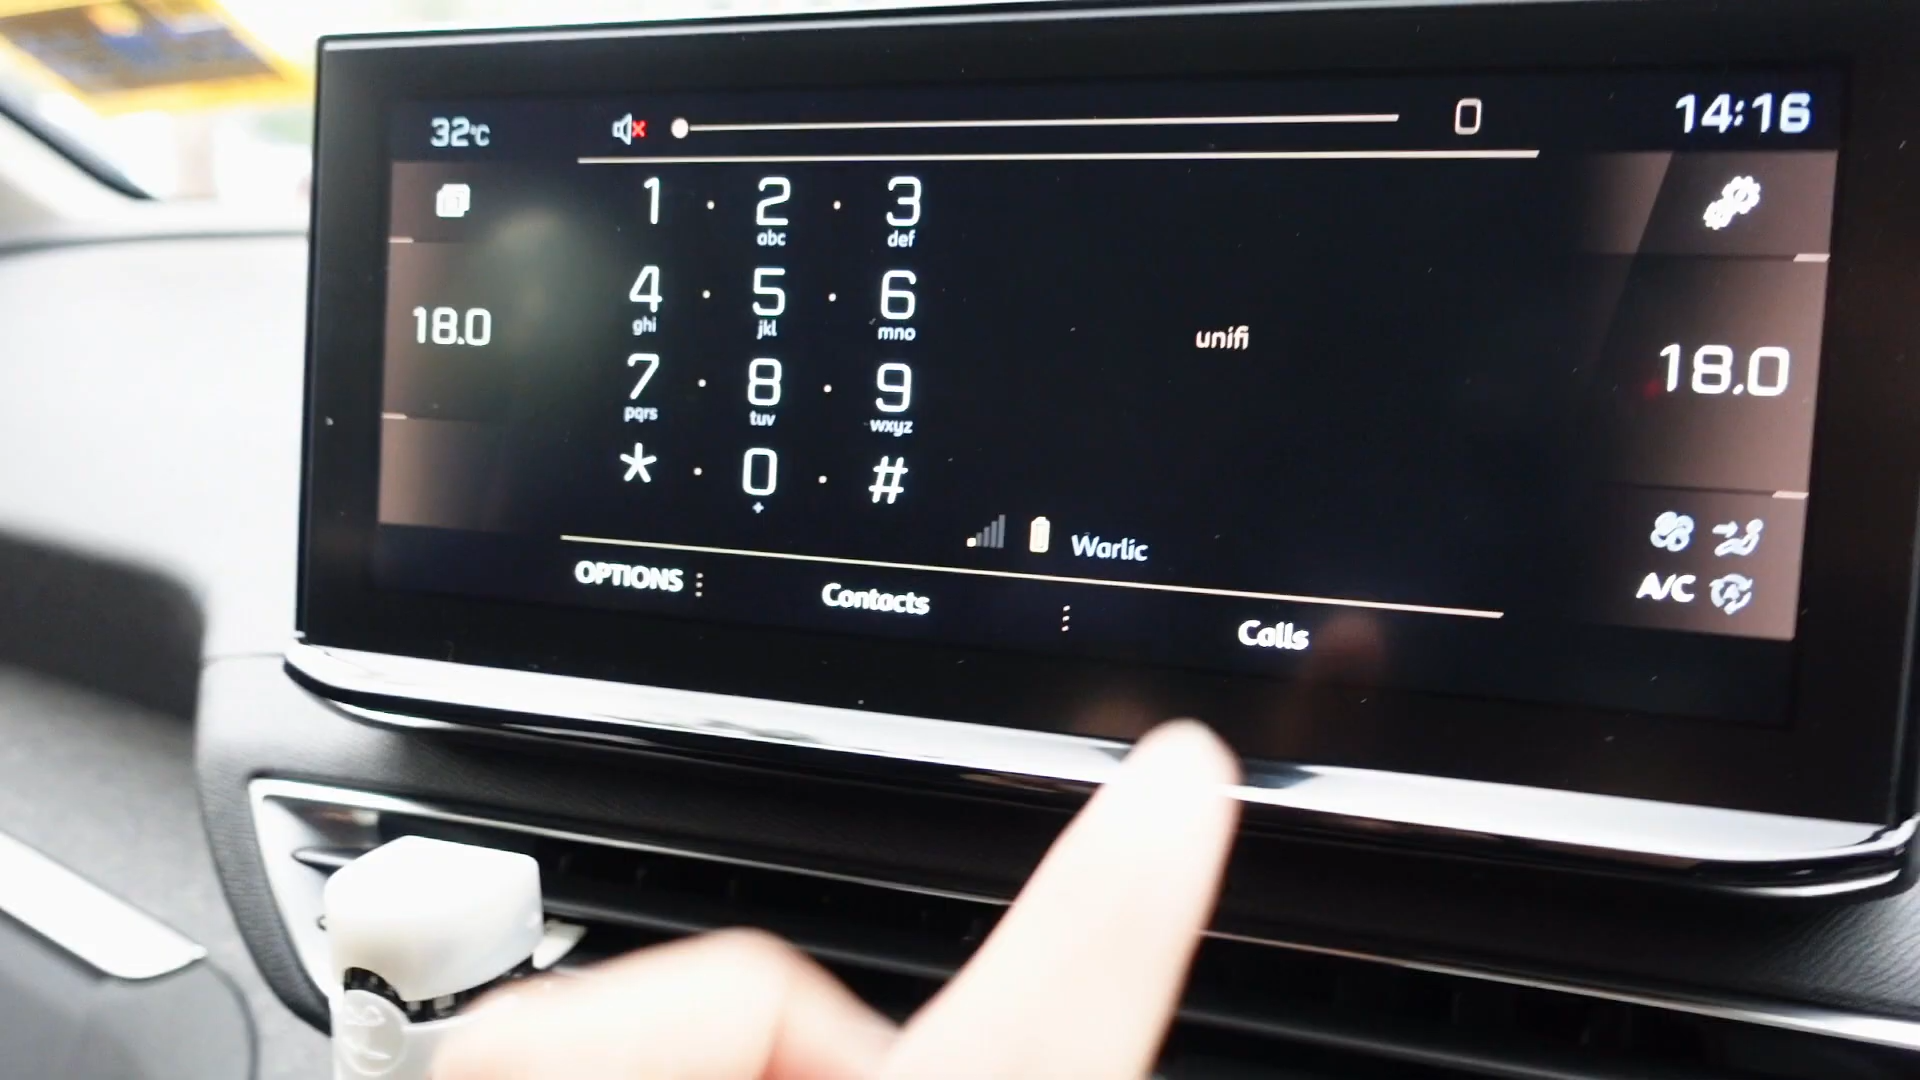 32°C
0
14:16
1 · 2 · 3
abc def
4 · 5 · 6
ghi jkl mno
7 · 8 · 9
pqrs tuv wxyz
* · 0 · #
+
18.0
unifi
18.0
Warlic
A/C
OPTIONS
Contacts
Calls